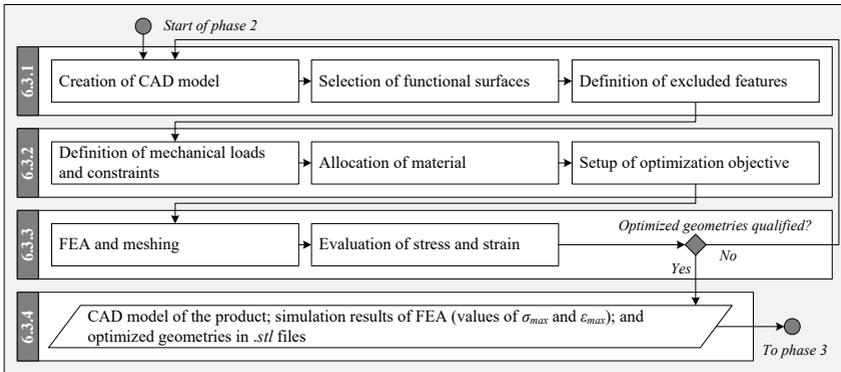 Start of phase 2
6.3.1
Creation of CAD model
Selection of functional surfaces
Definition of excluded features
6.3.2
Definition of mechanical loads
and constraints
Allocation of material
Setup of optimization objective
6.3.3
FEA and meshing
Evaluation of stress and strain
Optimized geometries qualified?
No
Yes
6.3.4
CAD model of the product; simulation results of FEA (values of σmax and εmax); and
optimized geometries in .stl files
To phase 3